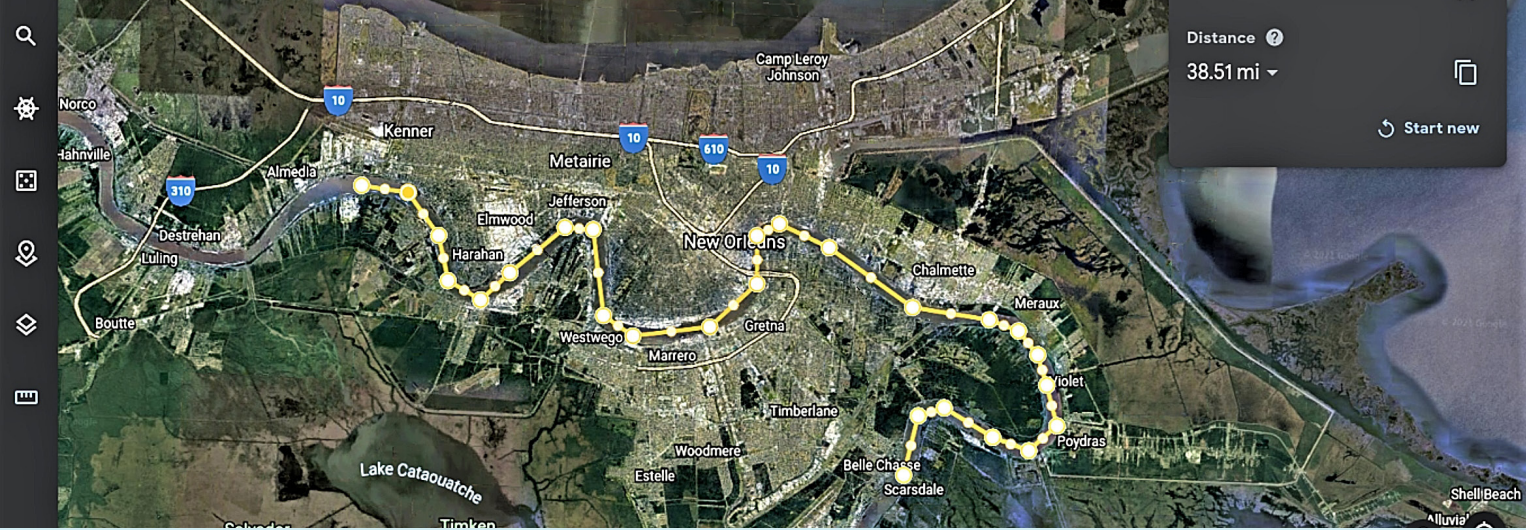 Distance ?
38.51 mi
Start new
Camp Leroy
Johnson
Norco
10
Kenner
10
610
Metairie
10
Hahnville
Almedia
310
Jefferson
Elmwood
Destrehan
New Orleans
Luling
Harahan
Chalmette
Meraux
Boutte
Westwego
Gretna
Marrero
Violet
Timberlane
Poydras
Woodmere
Belle Chasse
Lake Cataouatche
Estelle
Scarsdale
Shell Beach